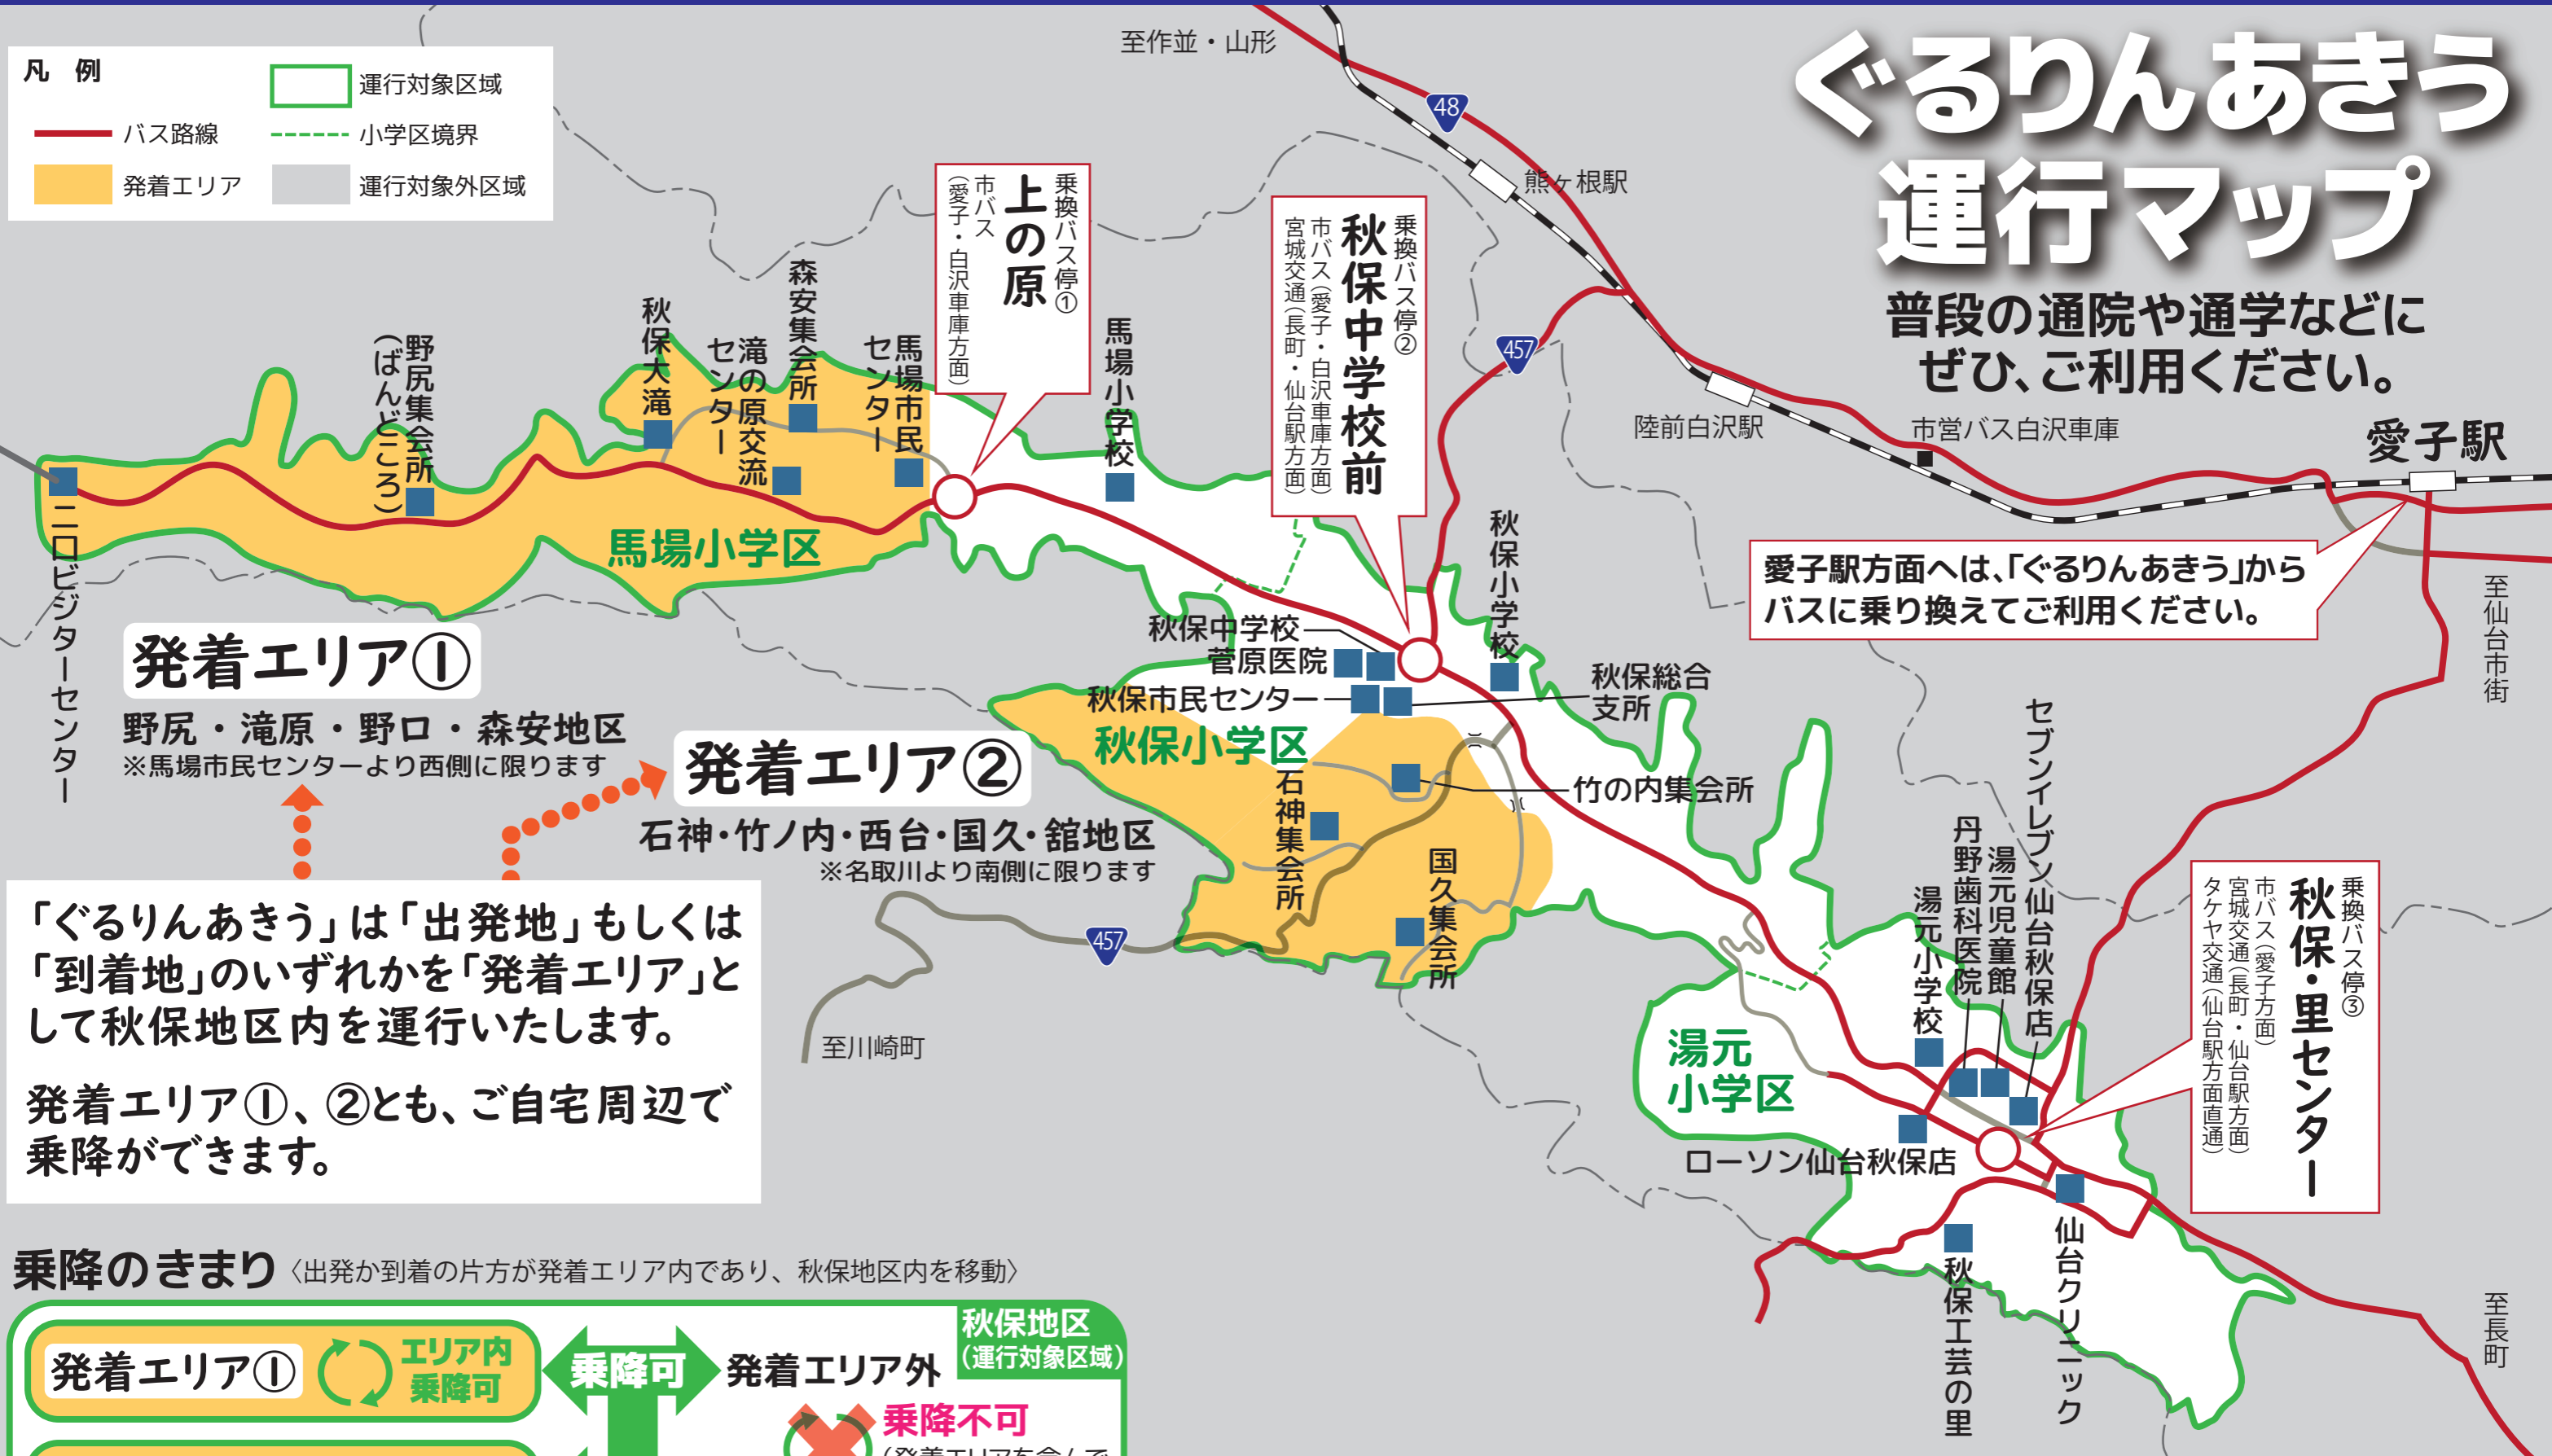 凡 例
運行対象区域
バス路線
小学区境界
発着エリア
運行対象外区域
ぐるりんあきう
運行マップ
普段の通院や通学などに
ぜひ、ご利用ください。
至作並・山形
48
熊ヶ根駅
457
陸前白沢駅
市営バス白沢車庫
愛子駅
乗換バス停①
上の原
市バス
（愛子・白沢車庫方面）
乗換バス停②
秋保中学校前
市バス（愛子・白沢車庫方面）
宮城交通（長町・仙台駅方面）
二口ビジターセンター
野尻集会所
（ばんどころ）
秋保大滝
滝の原交流
センター
森安集会所
馬場市民
センター
馬場小学校
馬場小学区
愛子駅方面へは、「ぐるりんあきう」から
バスに乗り換えてご利用ください。
至仙台市街
発着エリア①
野尻・滝原・野口・森安地区
※馬場市民センターより西側に限ります
発着エリア②
石神・竹ノ内・西台・国久・舘地区
※名取川より南側に限ります
秋保中学校
菅原医院
秋保市民センター
秋保小学校
秋保総合
支所
秋保小学区
竹の内集会所
石神集会所
国久集会所
457
至川崎町
「ぐるりんあきう」は「出発地」もしくは
「到着地」のいずれかを「発着エリア」と
して秋保地区内を運行いたします。
発着エリア①、②とも、ご自宅周辺で
乗降ができます。
湯元
小学区
湯元小学校
丹野歯科医院
湯元児童館
セブンイレブン仙台秋保店
ローソン仙台秋保店
乗換バス停③
秋保・里センター
市バス（愛子方面）
宮城交通（長町・仙台駅方面）
タケヤ交通（仙台駅方面直通）
仙台クリニック
秋保工芸の里
至長町
乗降のきまり〈出発か到着の片方が発着エリア内であり、秋保地区内を移動〉
秋保地区
（運行対象区域）
発着エリア①
エリア内
乗降可
乗降可
発着エリア外
乗降不可